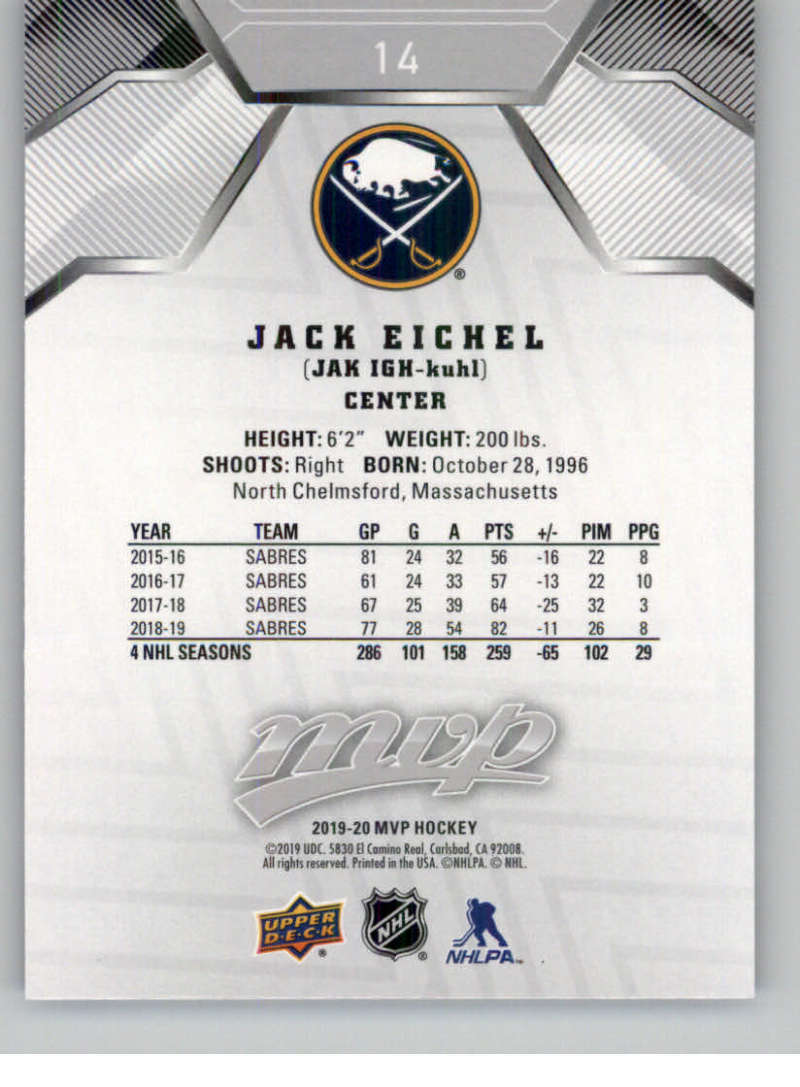 14
®
JACK EICHEL
(JAK IGH-kuhl)
CENTER
HEIGHT: 6'2" WEIGHT: 200 lbs.
SHOOTS: Right BORN: October 28, 1996
North Chelmsford, Massachusetts
YEAR TEAM GP G A PTS +/- PIM PPG
2015-16 SABRES 81 24 32 56 -16 22 8
2016-17 SABRES 61 24 33 57 -13 22 10
2017-18 SABRES 67 25 39 64 -25 32 3
2018-19 SABRES 77 28 54 82 -11 26 8
4 NHL SEASONS 286 101 158 259 -65 102 29
mvp
2019-20 MVP HOCKEY
©2019 UDC. 5830 El Camino Real, Carlsbad, CA 92008.
All rights reserved. Printed in the USA. ©NHLPA. © NHL.
UPPER DECK ® NHL ® NHLPA™